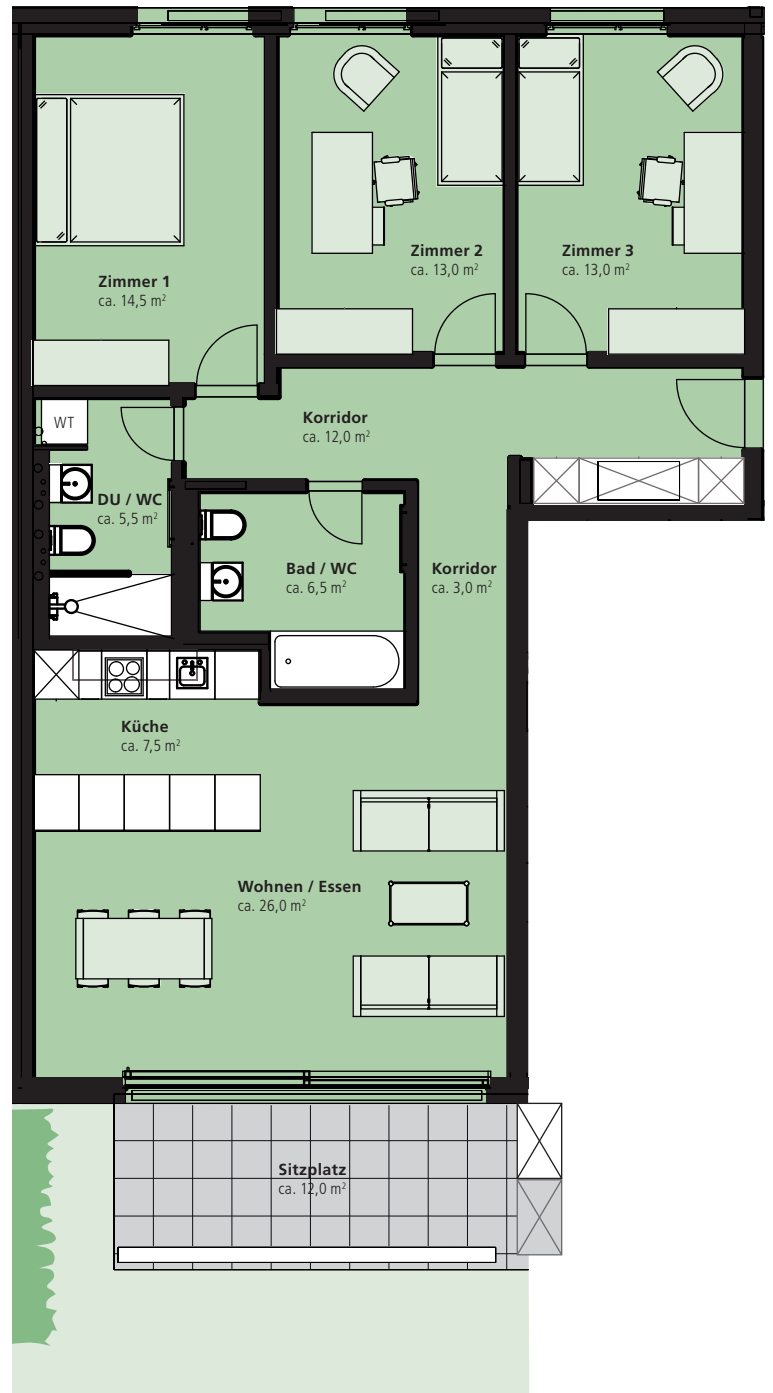 Zimmer 2
ca. 13,0 m²
Zimmer 3
ca. 13,0 m²
Zimmer 1
ca. 14,5 m²
Korridor
ca. 12,0 m²
WT
DU / WC
ca. 5,5 m²
Bad / WC
ca. 6,5 m²
Korridor
ca. 3,0 m²
Küche
ca. 7,5 m²
Wohnen / Essen
ca. 26,0 m²
Sitzplatz
ca. 12,0 m²